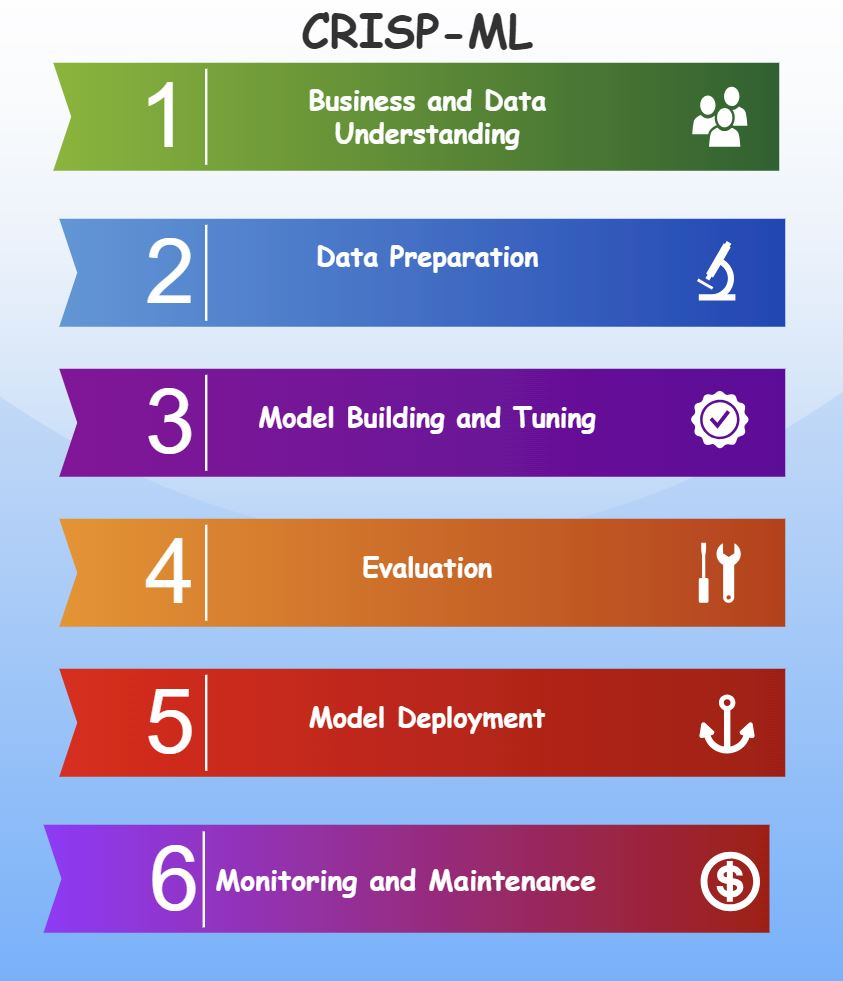 CRISP-ML
1
Business and Data
Understanding
2
Data Preparation
3
Model Building and Tuning
4
Evaluation
5
Model Deployment
6
Monitoring and Maintenance
$